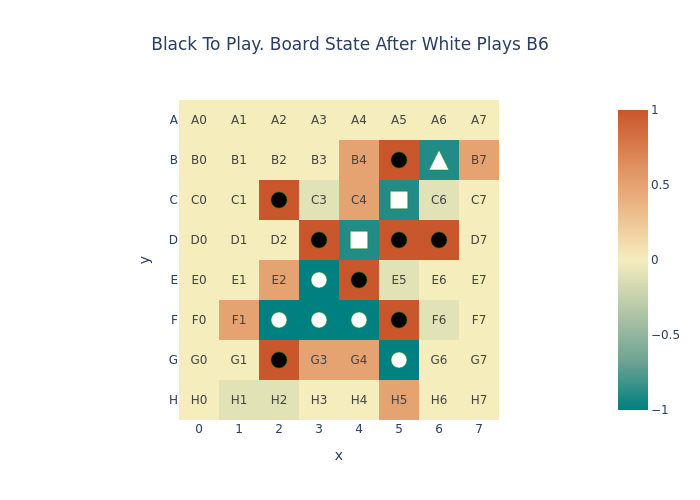 Black To Play. Board State After White Plays B6
A A0 A1 A2 A3 A4 A5 A6 A7
B B0 B1 B2 B3 B4 B7
C C0 C1 C3 C4 C6 C7
D D0 D1 D2 D7
E E0 E1 E2 E5 E6 E7
F F0 F1 F6 F7
G G0 G1 G3 G4 G6 G7
H H0 H1 H2 H3 H4 H5 H6 H7
0 1 2 3 4 5 6 7
x
y
1
0.5
0
−0.5
−1